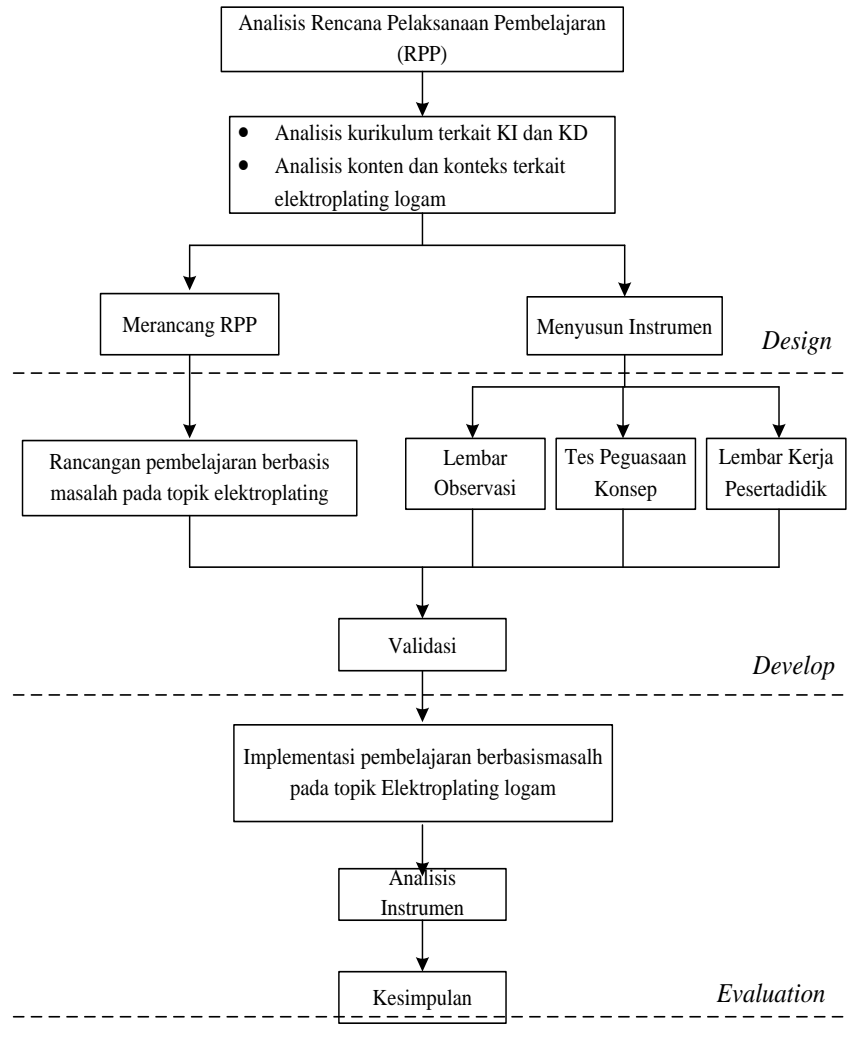 Analisis Rencana Pelaksanaan Pembelajaran
(RPP)
• Analisis kurikulum terkait KI dan KD
• Analisis konten dan konteks terkait
elektroplating logam
Merancang RPP
Menyusun Instrumen
Design
Rancangan pembelajaran berbasis
masalah pada topik elektroplating
Lembar
Observasi
Tes Peguasaan
Konsep
Lembar Kerja
Pesertadidik
Validasi
Develop
Implementasi pembelajaran berbasismasalh
pada topik Elektroplating logam
Analisis
Instrumen
Kesimpulan
Evaluation